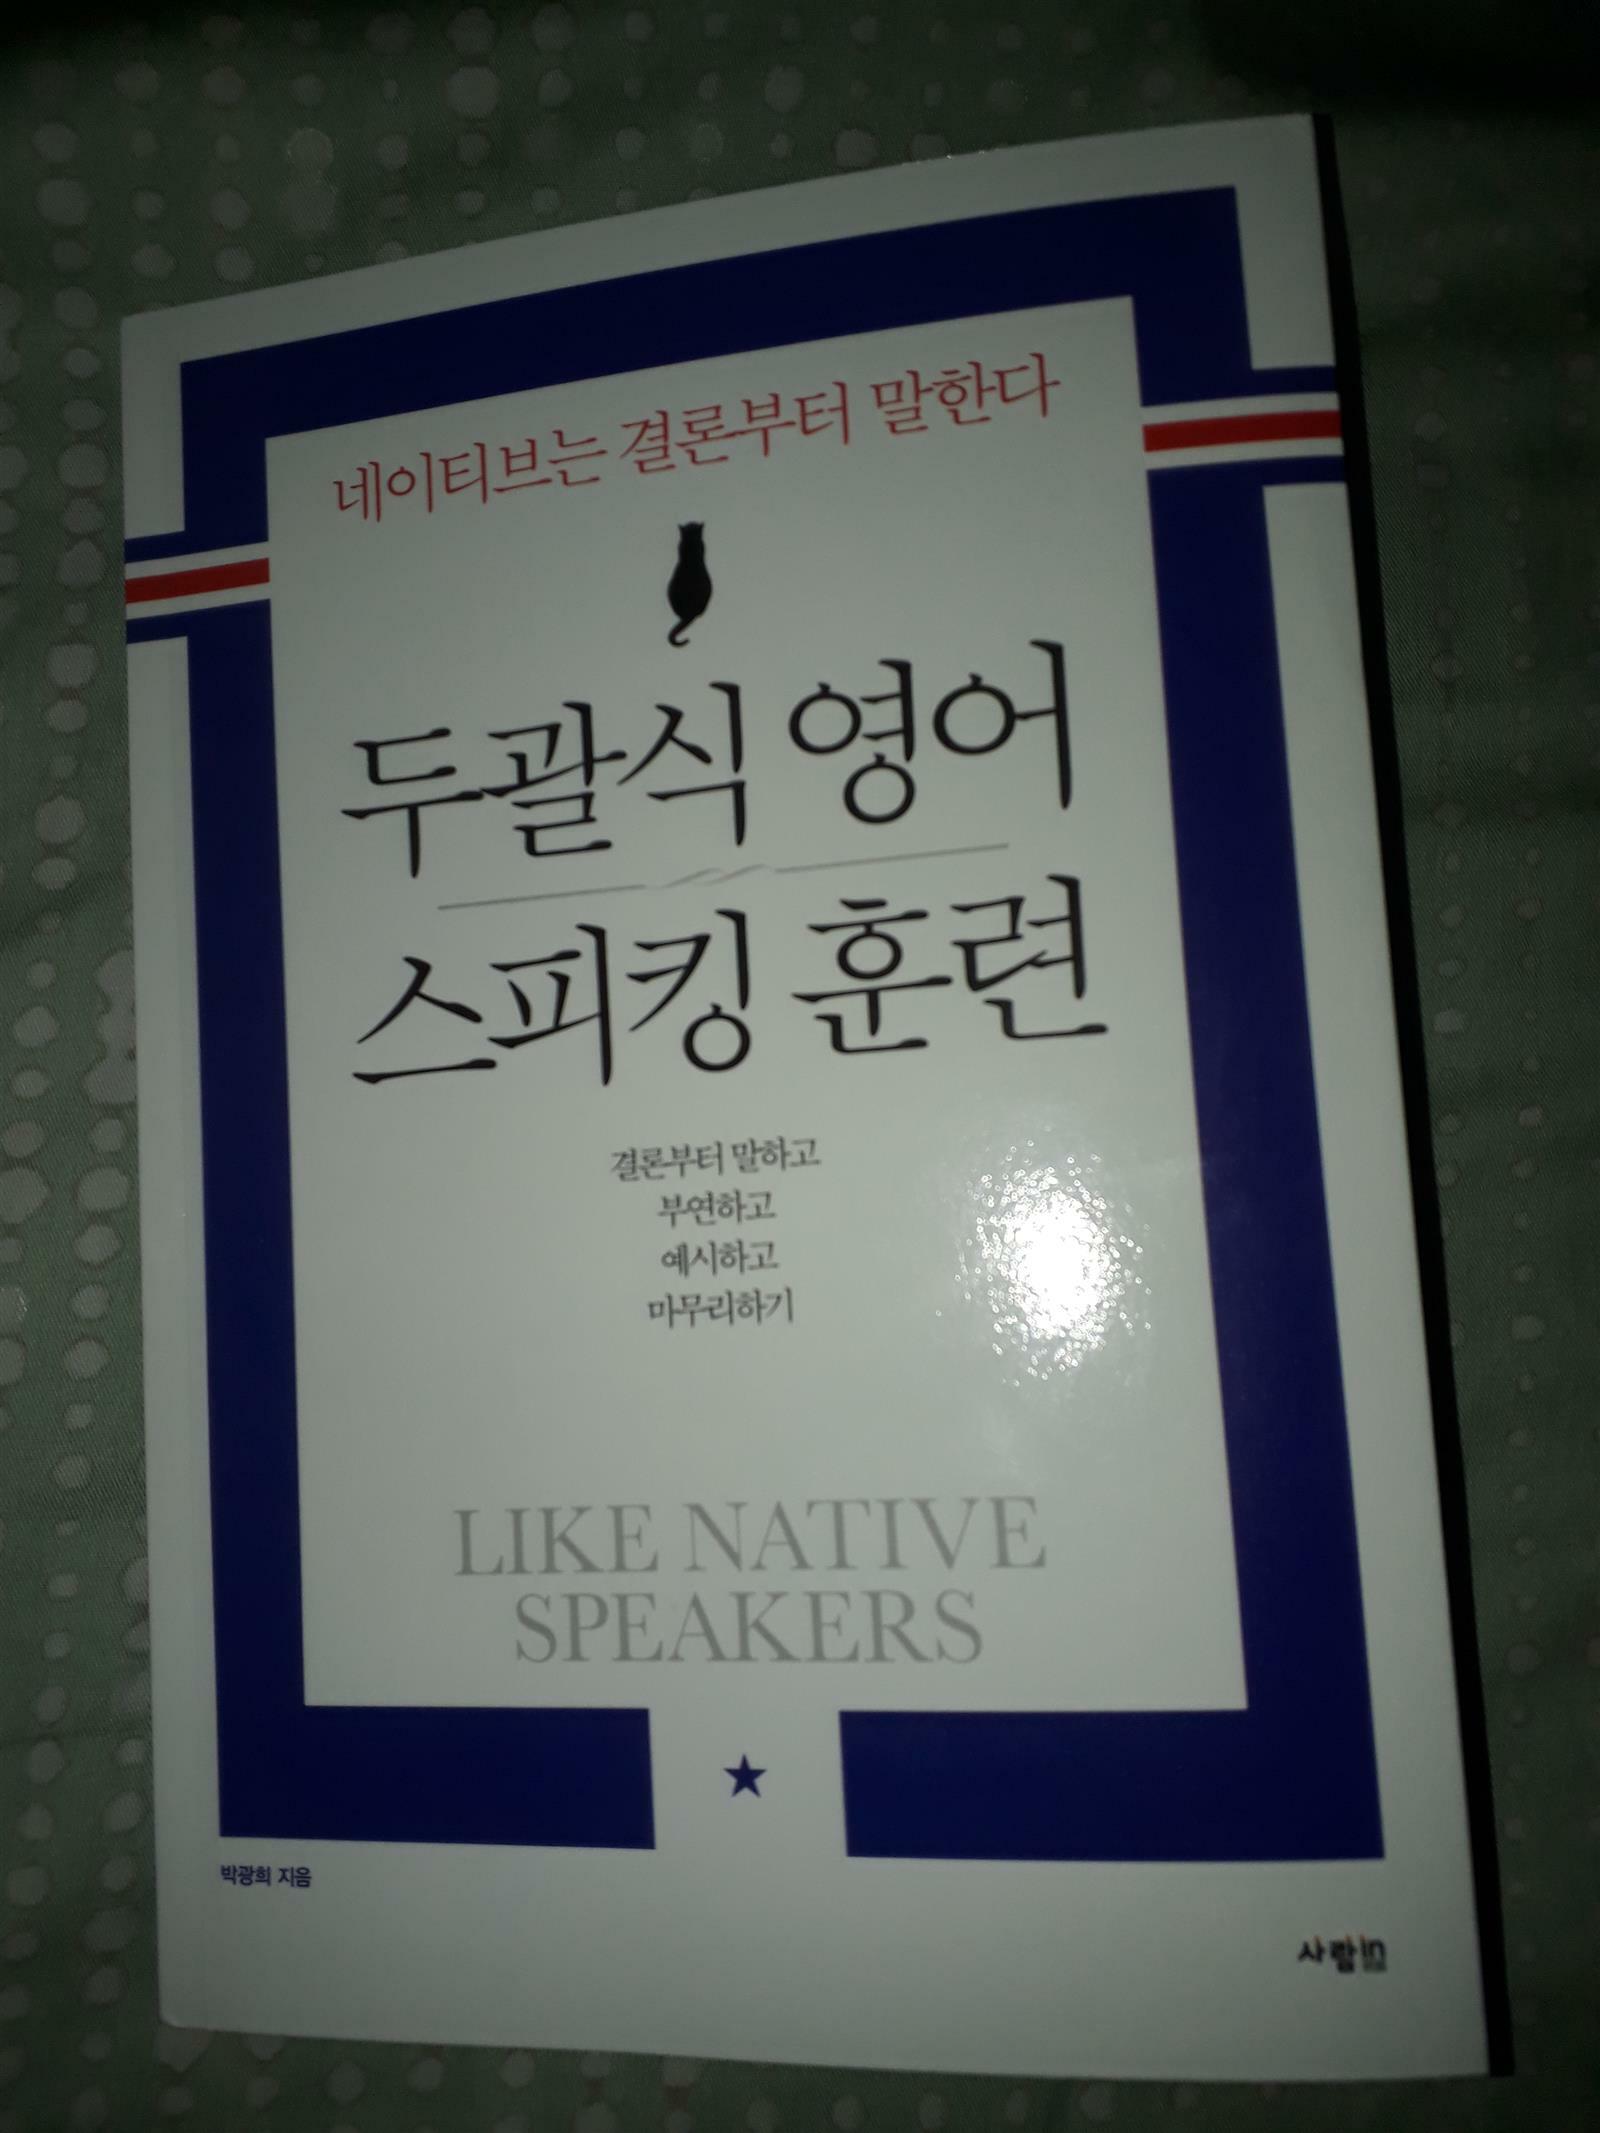 네이티브는 결론부터 말한다
두괄식 영어
스피킹 훈련
결론부터 말하고
부연하고
예시하고
마무리하기
LIKE NATIVE
SPEAKERS
박광희 지음
사람in